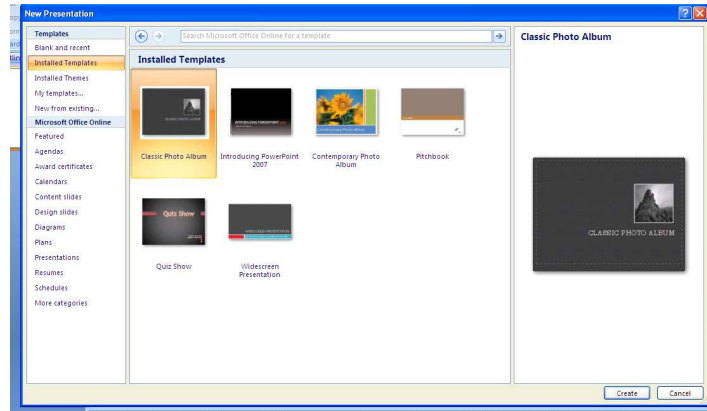 New Presentation
Templates
Blank and recent
Installed Templates
Installed Themes
My templates...
New from existing...
Microsoft Office Online
Featured
Agendas
Award certificates
Calendars
Content slides
Design slides
Diagrams
Plans
Presentations
Resumes
Schedules
More categories
Search Microsoft Office Online for a template
Installed Templates
Classic Photo Album
Introducing PowerPoint
2007
Contemporary Photo
Album
Pitchbook
Quiz Show
Quiz Show
Widescreen
Presentation
Classic Photo Album
CLASSIC PHOTO ALBUM
Create
Cancel